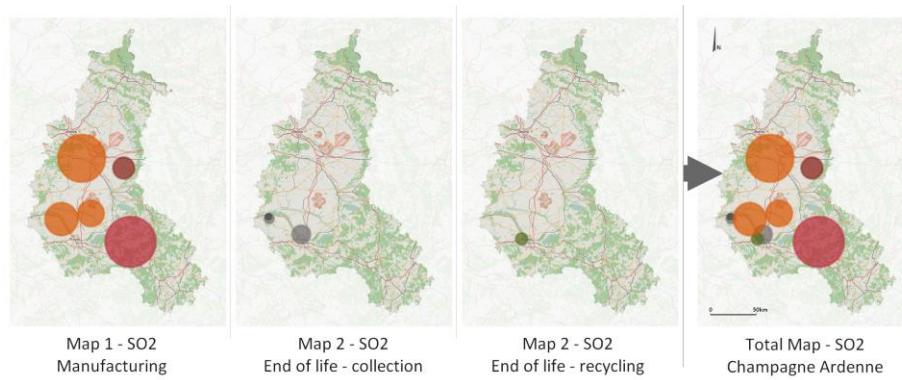 N
0 50km
Map 1 - SO2
Manufacturing
Map 2 - SO2
End of life - collection
Map 2 - SO2
End of life - recycling
Total Map - SO2
Champagne Ardenne